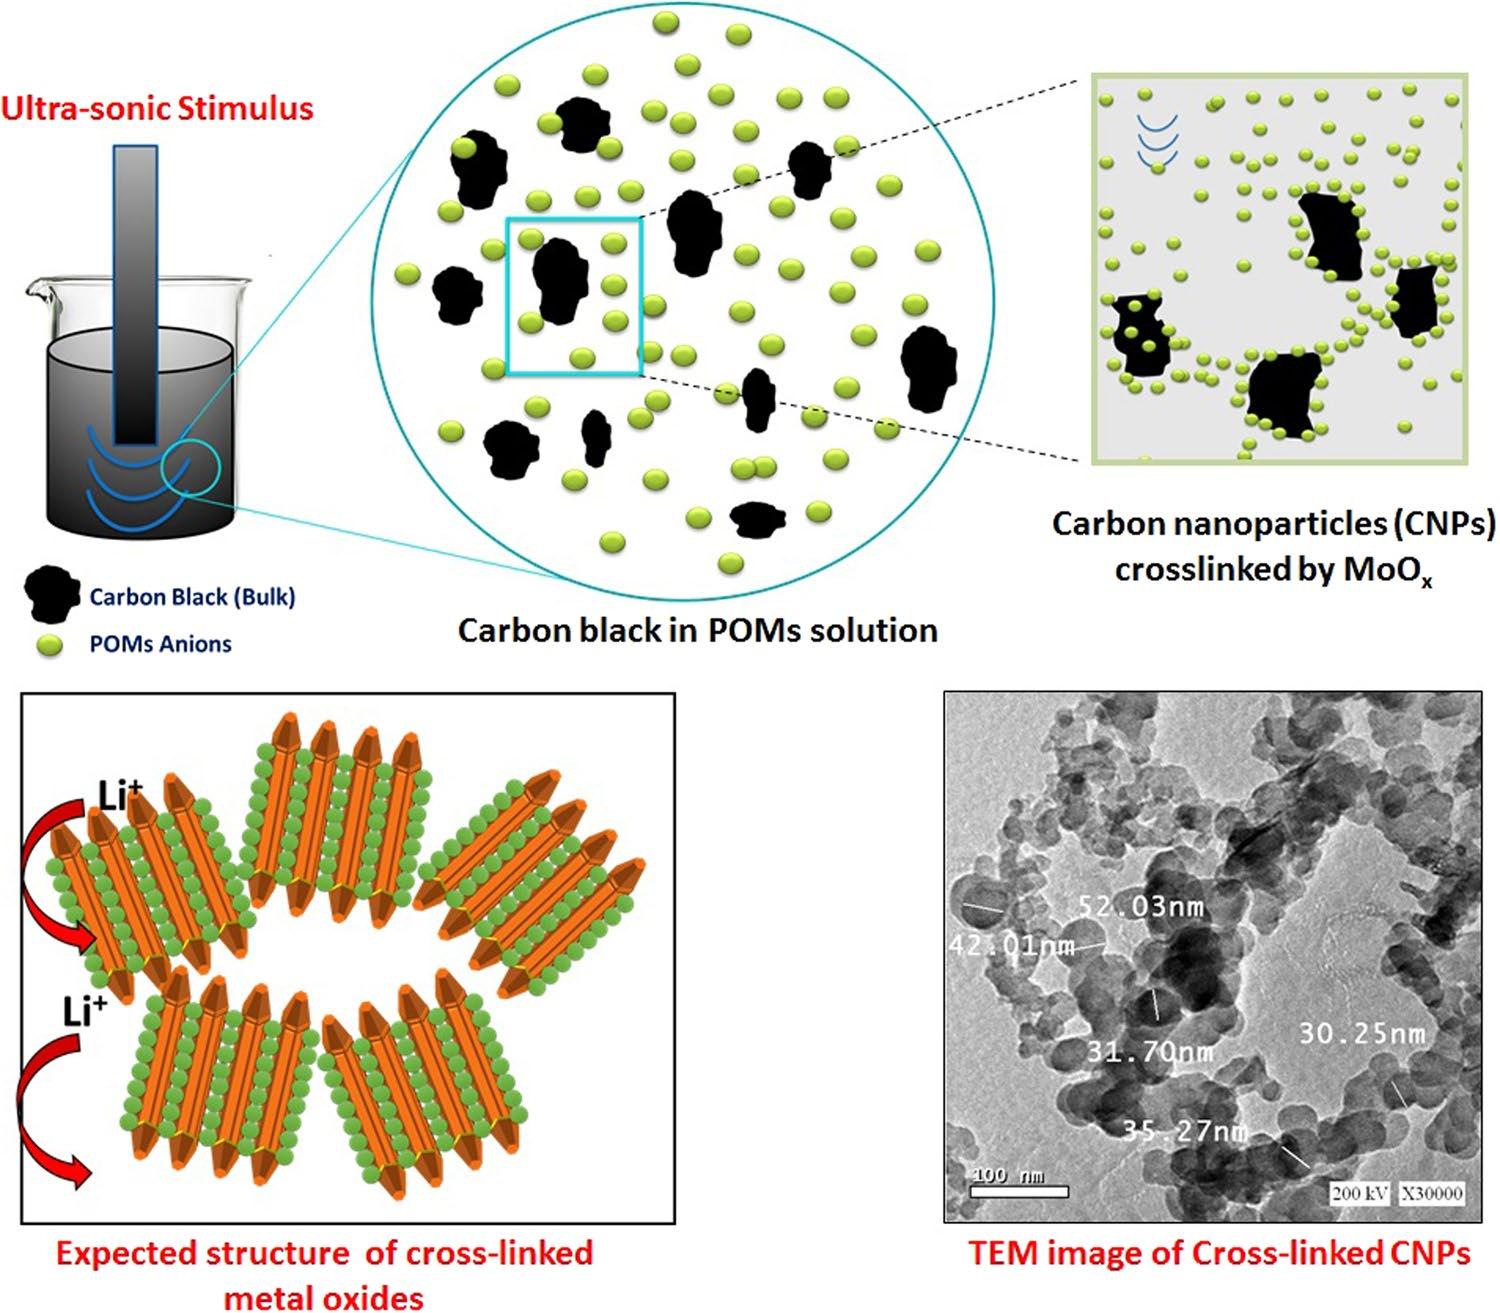 Ultra-sonic Stimulus
Carbon Black (Bulk)
POMs Anions
Carbon black in POMs solution
Carbon nanoparticles (CNPs)
crosslinked by MoOₓ
Li⁺
Li⁺
Expected structure of cross-linked
metal oxides
52.03nm
42.01nm
31.70nm
30.25nm
35.27nm
100 nm
200 kV X30000
TEM image of Cross-linked CNPs